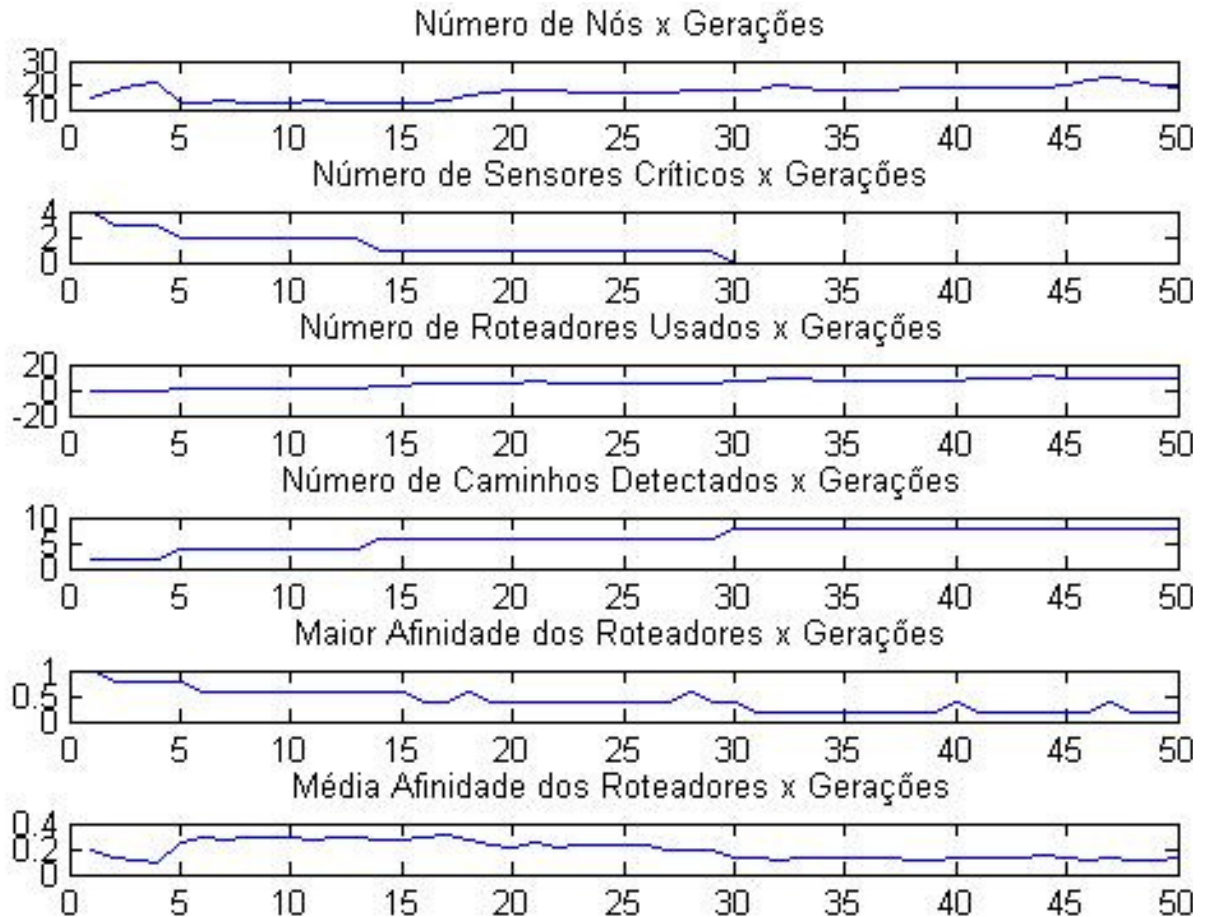 Número de Nós x Gerações
30
20
10
0 5 10 15 20 25 30 35 40 45 50
Número de Sensores Críticos x Gerações
4
2
0
0 5 10 15 20 25 30 35 40 45 50
Número de Roteadores Usados x Gerações
20
0
-20
0 5 10 15 20 25 30 35 40 45 50
Número de Caminhos Detectados x Gerações
10
5
0
0 5 10 15 20 25 30 35 40 45 50
Maior Afinidade dos Roteadores x Gerações
1
0.5
0
0 5 10 15 20 25 30 35 40 45 50
Média Afinidade dos Roteadores x Gerações
0.4
0.2
0
0 5 10 15 20 25 30 35 40 45 50